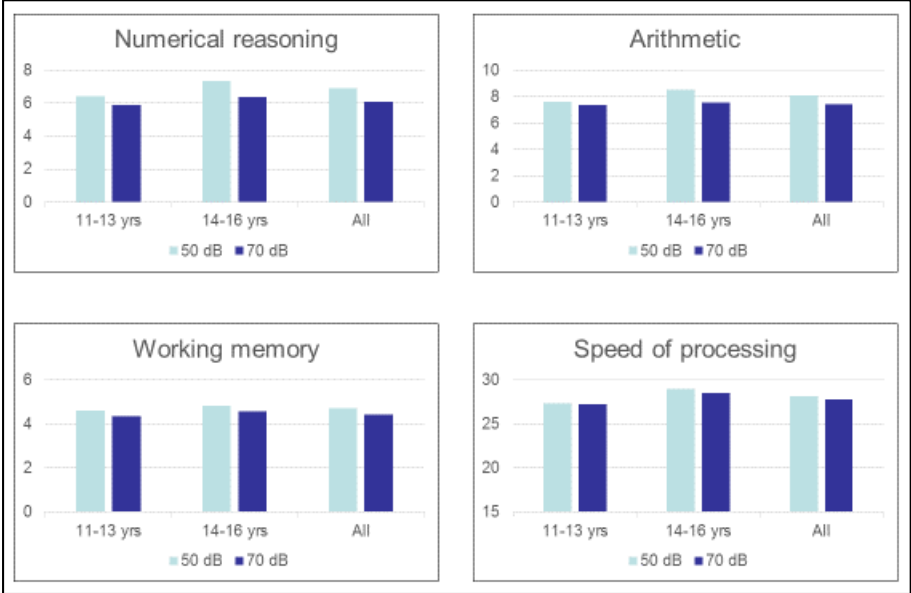 Numerical reasoning
8
6
4
2
0
11-13 yrs 14-16 yrs All
50 dB 70 dB
Arithmetic
10
8
6
4
2
0
11-13 yrs 14-16 yrs All
50 dB 70 dB
Working memory
6
4
2
0
11-13 yrs 14-16 yrs All
50 dB 70 dB
Speed of processing
30
25
20
15
11-13 yrs 14-16 yrs All
50 dB 70 dB